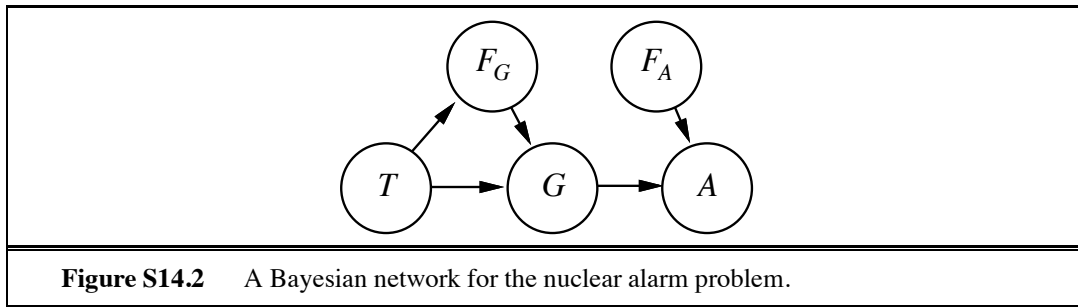 F_G F_A
T G A
Figure S14.2 A Bayesian network for the nuclear alarm problem.